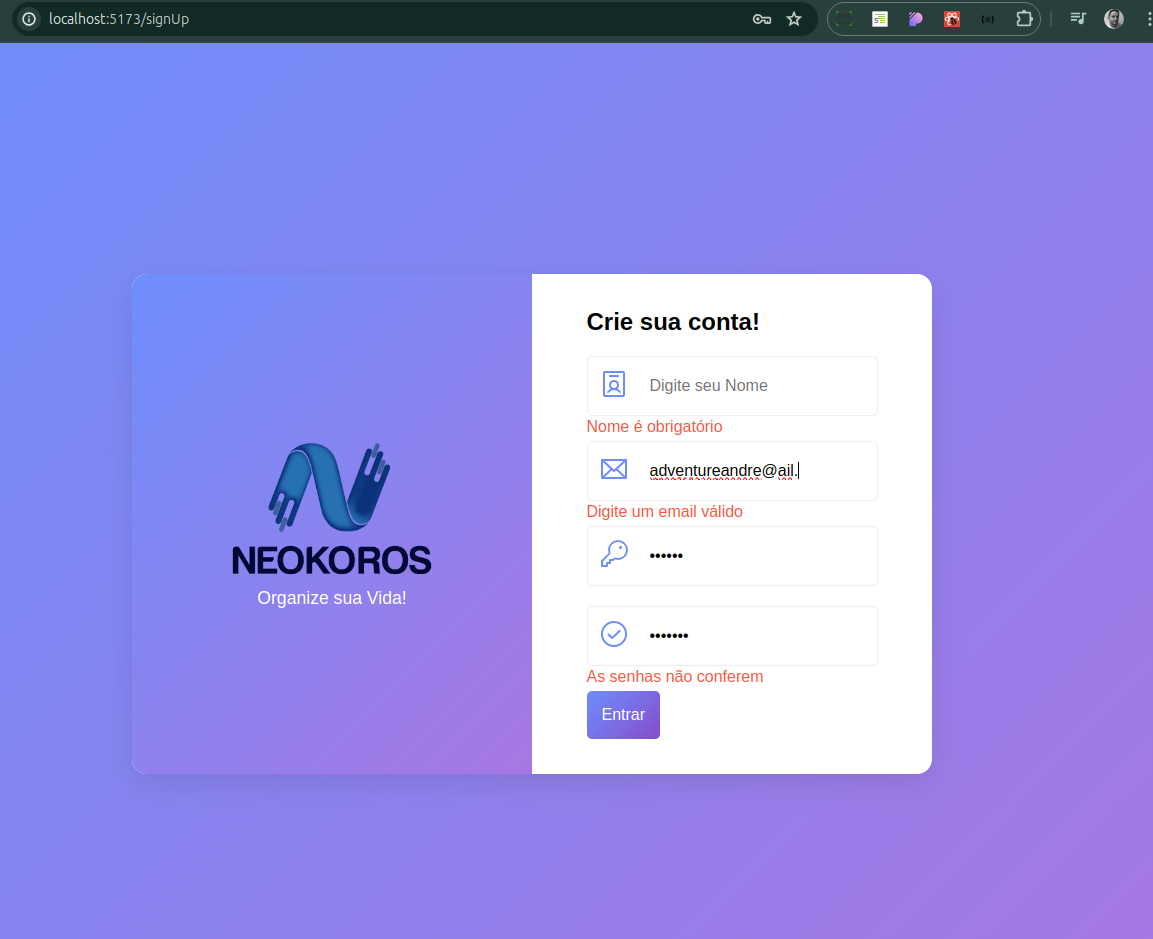 localhost:5173/signUp
Crie sua conta!
Digite seu Nome
Nome é obrigatório
adventureandre@ail.
Digite um email válido
••••••
•••••••
As senhas não conferem
Entrar
NEOKOROS
Organize sua Vida!